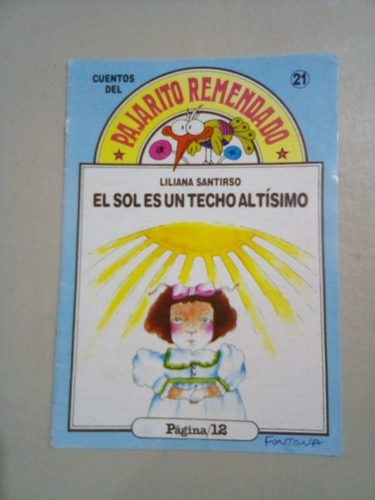 CUENTOS
DEL
21
PAJARITO REMENDADO
LILIANA SANTIRSO
EL SOL ES UN TECHO ALTÍSIMO
Página/12
FONTANA